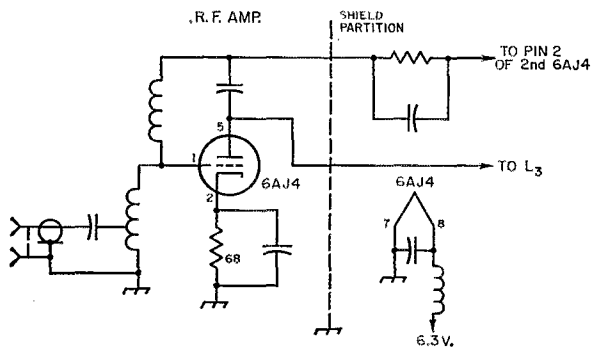 R. F. AMP.
SHIELD
PARTITION
TO PIN 2
OF 2nd 6AJ4
5
1
6AJ4
2
TO L3
6AJ4
7
8
68
6.3 V.